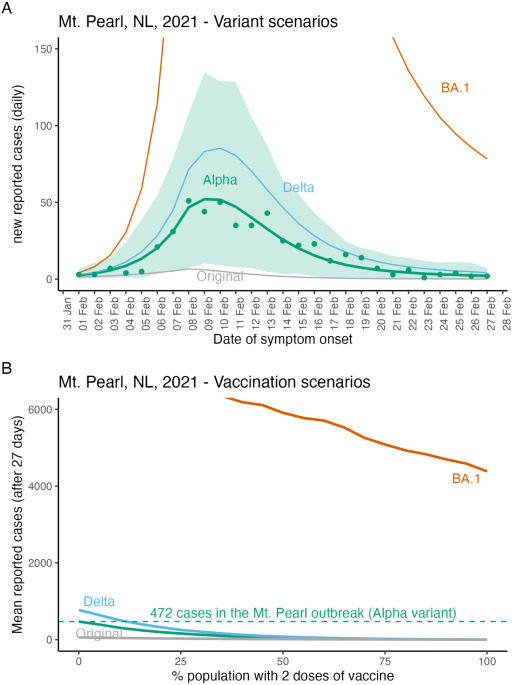 A
Mt. Pearl, NL, 2021 - Variant scenarios
new reported cases (daily)
150
100
50
0
BA.1
Alpha
Delta
Original
31 Jan
01 Feb
02 Feb
03 Feb
04 Feb
05 Feb
06 Feb
07 Feb
08 Feb
09 Feb
10 Feb
11 Feb
12 Feb
13 Feb
14 Feb
15 Feb
16 Feb
17 Feb
18 Feb
19 Feb
20 Feb
21 Feb
22 Feb
23 Feb
24 Feb
25 Feb
26 Feb
27 Feb
28 Feb
Date of symptom onset
B
Mt. Pearl, NL, 2021 - Vaccination scenarios
Mean reported cases (after 27 days)
6000
4000
2000
0
BA.1
Delta
472 cases in the Mt. Pearl outbreak (Alpha variant)
Original
0
25
50
75
100
% population with 2 doses of vaccine